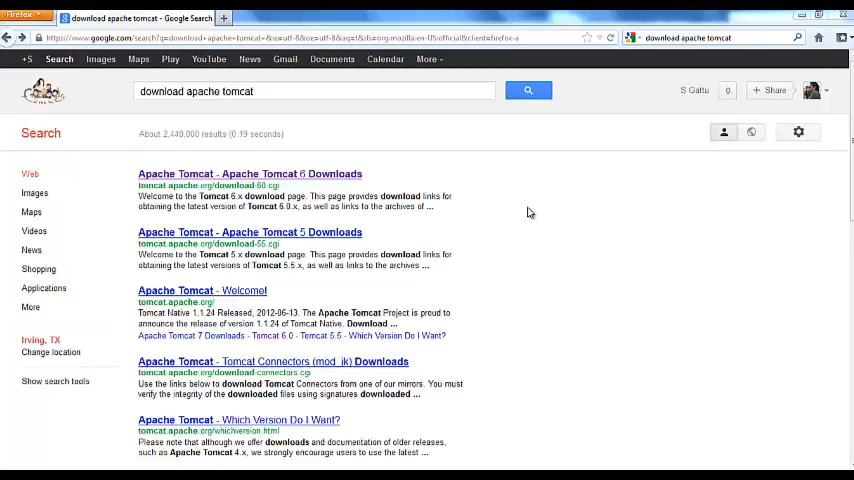 Firefox
download apache tomcat - Google Search
https://www.google.com/search?q=download+apache+tomcat+&ie=utf-8&oe=utf-8&aq=t&rls=org.mozilla:en-US:official&client=firefox-a
download apache tomcat
+S Search Images Maps Play YouTube News Gmail Documents Calendar More
download apache tomcat
S Gattu 0 + Share
Search
About 2,440,000 results (0.19 seconds)
Web
Images
Maps
Videos
News
Shopping
Applications
More
Irving, TX
Change location
Show search tools
Apache Tomcat - Apache Tomcat 6 Downloads
tomcat.apache.org/download-60.cgi
Welcome to the Tomcat 6.x download page. This page provides download links for
obtaining the latest version of Tomcat 6.0.x, as well as links to the archives of ...
Apache Tomcat - Apache Tomcat 5 Downloads
tomcat.apache.org/download-55.cgi
Welcome to the Tomcat 5.x download page. This page provides download links for
obtaining the latest versions of Tomcat 5.5.x, as well as links to the archives ...
Apache Tomcat - Welcome!
tomcat.apache.org/
Tomcat Native 1.1.24 Released, 2012-06-13. The Apache Tomcat Project is proud to
announce the release of version 1.1.24 of Tomcat Native. Download ...
Apache Tomcat 7 Downloads - Tomcat 6.0 - Tomcat 5.5 - Which Version Do I Want?
Apache Tomcat - Tomcat Connectors (mod_jk) Downloads
tomcat.apache.org/download-connectors.cgi
Use the links below to download Tomcat Connectors from one of our mirrors. You must
verify the integrity of the downloaded files using signatures downloaded ...
Apache Tomcat - Which Version Do I Want?
tomcat.apache.org/whichversion.html
Please note that although we offer downloads and documentation of older releases,
such as Apache Tomcat 4.x, we strongly encourage users to use the latest ...